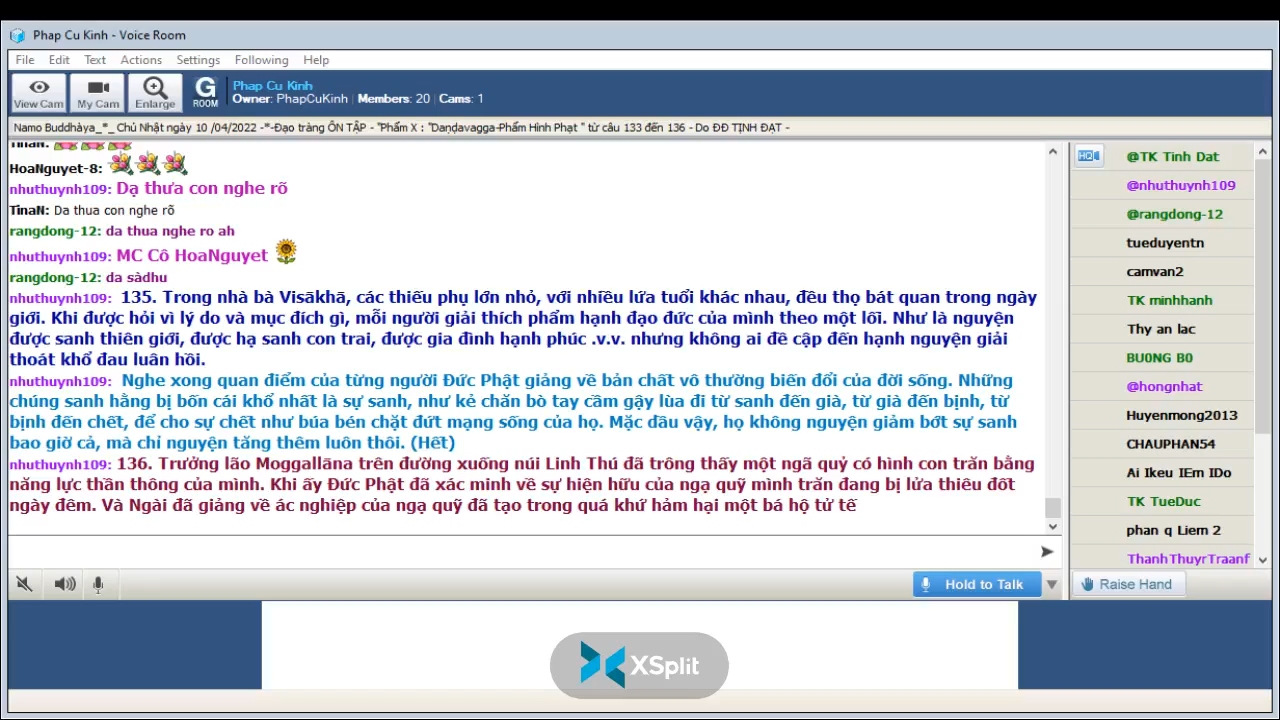 Phap Cu Kinh - Voice Room
File Edit Text Actions Settings Following Help
View Cam My Cam Enlarge G ROOM
Phap Cu Kinh
Owner: PhapCuKinh | Members: 20 | Cams: 1
Namo Buddhàya_*_ Chủ Nhật ngày 10 /04/2022 -*-Đạo tràng ÔN TẬP - "Phẩm X : "Daṇḍavagga-Phẩm Hình Phạt " từ câu 133 đến 136 - Do ĐĐ TỊNH ĐẠT -
TinaN:
HoaNguyet-8:
nhuthuynh109: Dạ thưa con nghe rõ
TinaN: Da thua con nghe rõ
rangdong-12: da thua nghe ro ah
nhuthuynh109: MC Cô HoaNguyet
rangdong-12: da sàdhu
nhuthuynh109: 135. Trong nhà bà Visākhā, các thiếu phụ lớn nhỏ, với nhiều lứa tuổi khác nhau, đều thọ bát quan trong ngày
giới. Khi được hỏi vì lý do và mục đích gì, mỗi người giải thích phẩm hạnh đạo đức của mình theo một lối. Như là nguyện
được sanh thiên giới, được hạ sanh con trai, được gia đình hạnh phúc .v.v. nhưng không ai đề cập đến hạnh nguyện giải
thoát khổ đau luân hồi.
nhuthuynh109: Nghe xong quan điểm của từng người Đức Phật giảng về bản chất vô thường biến đổi của đời sống. Những
chúng sanh hằng bị bốn cái khổ nhất là sự sanh, như kẻ chăn bò tay cầm gậy lùa đi từ sanh đến già, từ già đến bịnh, từ
bịnh đến chết, để cho sự chết như búa bén chặt đứt mạng sống của họ. Mặc dầu vậy, họ không nguyện giảm bớt sự sanh
bao giờ cả, mà chỉ nguyện tăng thêm luôn thôi. (Hết)
nhuthuynh109: 136. Trưởng lão Moggallāna trên đường xuống núi Linh Thú đã trông thấy một ngã quỷ có hình con trăn bằng
năng lực thần thông của mình. Khi ấy Đức Phật đã xác minh về sự hiện hữu của ngạ quỹ mình trăn đang bị lửa thiêu đốt
ngày đêm. Và Ngài đã giảng về ác nghiệp của ngạ quỹ đã tạo trong quá khứ hảm hại một bá hộ tử tế
HQ
@TK Tinh Dat
@nhuthuynh109
@rangdong-12
tueduyentn
camvan2
TK minhhanh
Thy an lac
BU0NG B0
@hongnhat
Huyenmong2013
CHAUPHAN54
Ai lkeu IEm IDo
TK TueDuc
phan q Liem 2
ThanhThuyrTraanf
Hold to Talk
Raise Hand
XSplit